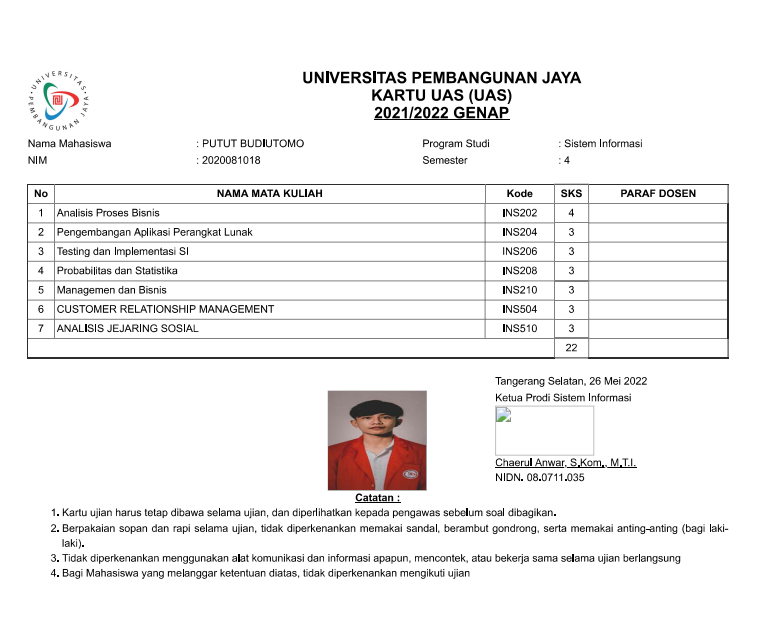 UNIVERSITAS PEMBANGUNAN JAYA
UNIVERSITAS PEMBANGUNAN JAYA
KARTU UAS (UAS)
2021/2022 GENAP
Nama Mahasiswa : PUTUT BUDIUTOMO Program Studi : Sistem Informasi
NIM : 2020081018 Semester : 4
No NAMA MATA KULIAH Kode SKS PARAF DOSEN
1 Analisis Proses Bisnis INS202 4
2 Pengembangan Aplikasi Perangkat Lunak INS204 3
3 Testing dan Implementasi SI INS206 3
4 Probabilitas dan Statistika INS208 3
5 Managemen dan Bisnis INS210 3
6 CUSTOMER RELATIONSHIP MANAGEMENT INS504 3
7 ANALISIS JEJARING SOSIAL INS510 3
22
Tangerang Selatan, 26 Mei 2022
Ketua Prodi Sistem Informasi
Chaerul Anwar, S.Kom., M.T.I.
NIDN. 08.0711.035
Catatan :
1. Kartu ujian harus tetap dibawa selama ujian, dan diperlihatkan kepada pengawas sebelum soal dibagikan.
2. Berpakaian sopan dan rapi selama ujian, tidak diperkenankan memakai sandal, berambut gondrong, serta memakai anting-anting (bagi laki-
laki).
3. Tidak diperkenankan menggunakan alat komunikasi dan informasi apapun, mencontek, atau bekerja sama selama ujian berlangsung
4. Bagi Mahasiswa yang melanggar ketentuan diatas, tidak diperkenankan mengikuti ujian